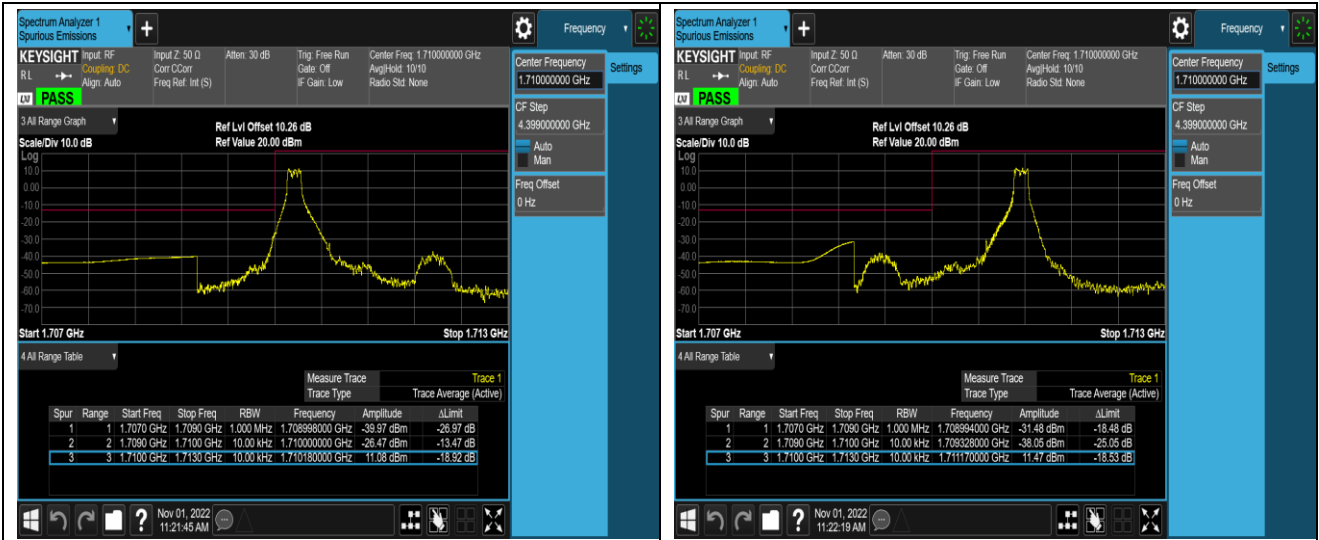 Spectrum Analyzer 1
Spurious Emissions
+
Frequency
KEYSIGHT Input: RF Input Z: 50 Ω Atten: 30 dB Trig: Free Run Center Freq: 1.710000000 GHz
Coupling: DC Corr CCorr Gate: Off Avg|Hold: 10/10
R L Align: Auto Freq Ref: Int (S) IF Gain: Low Radio Std: None
LXI PASS
Center Frequency
1.710000000 GHz
Settings
CF Step
4.399000000 GHz
Auto
Man
Freq Offset
0 Hz
3 All Range Graph
Ref Lvl Offset 10.26 dB
Scale/Div 10.0 dB Ref Value 20.00 dBm
Log
10.0
0.00
-10.0
-20.0
-30.0
-40.0
-50.0
-60.0
-70.0
Start 1.707 GHz Stop 1.713 GHz
4 All Range Table
Measure Trace Trace 1
Trace Type Trace Average (Active)
Spur Range Start Freq Stop Freq RBW Frequency Amplitude ΔLimit
1 1 1.7070 GHz 1.7090 GHz 1.000 MHz 1.708998000 GHz -39.97 dBm -26.97 dB
2 2 1.7090 GHz 1.7100 GHz 10.00 kHz 1.710000000 GHz -26.47 dBm -13.47 dB
3 3 1.7100 GHz 1.7130 GHz 10.00 kHz 1.710180000 GHz 11.08 dBm -18.92 dB
?
Nov 01, 2022
11:21:45 AM
Spectrum Analyzer 1
Spurious Emissions
+
Frequency
KEYSIGHT Input: RF Input Z: 50 Ω Atten: 30 dB Trig: Free Run Center Freq: 1.710000000 GHz
Coupling: DC Corr CCorr Gate: Off Avg|Hold: 10/10
R L Align: Auto Freq Ref: Int (S) IF Gain: Low Radio Std: None
LXI PASS
Center Frequency
1.710000000 GHz
Settings
CF Step
4.399000000 GHz
Auto
Man
Freq Offset
0 Hz
3 All Range Graph
Ref Lvl Offset 10.26 dB
Scale/Div 10.0 dB Ref Value 20.00 dBm
Log
10.0
0.00
-10.0
-20.0
-30.0
-40.0
-50.0
-60.0
-70.0
Start 1.707 GHz Stop 1.713 GHz
4 All Range Table
Measure Trace Trace 1
Trace Type Trace Average (Active)
Spur Range Start Freq Stop Freq RBW Frequency Amplitude ΔLimit
1 1 1.7070 GHz 1.7090 GHz 1.000 MHz 1.708994000 GHz -31.48 dBm -18.48 dB
2 2 1.7090 GHz 1.7100 GHz 10.00 kHz 1.709328000 GHz -38.05 dBm -25.05 dB
3 3 1.7100 GHz 1.7130 GHz 10.00 kHz 1.711170000 GHz 11.47 dBm -18.53 dB
?
Nov 01, 2022
11:22:19 AM